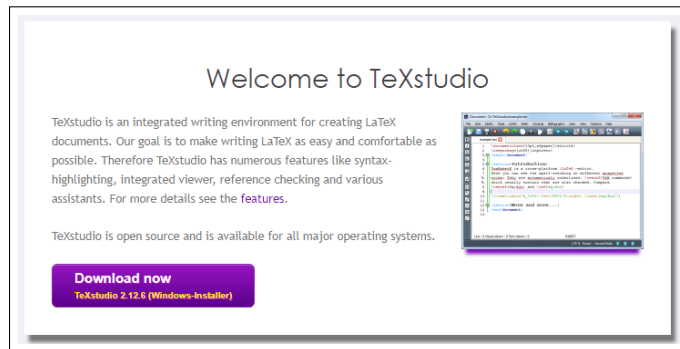 Welcome to TeXstudio
TeXstudio is an integrated writing environment for creating LaTeX
documents. Our goal is to make writing LaTeX as easy and comfortable as
possible. Therefore TeXstudio has numerous features like syntax-
highlighting, integrated viewer, reference checking and various
assistants. For more details see the features.
TeXstudio is open source and is available for all major operating systems.
Download now
TeXstudio 2.12.6 (Windows-Installer)